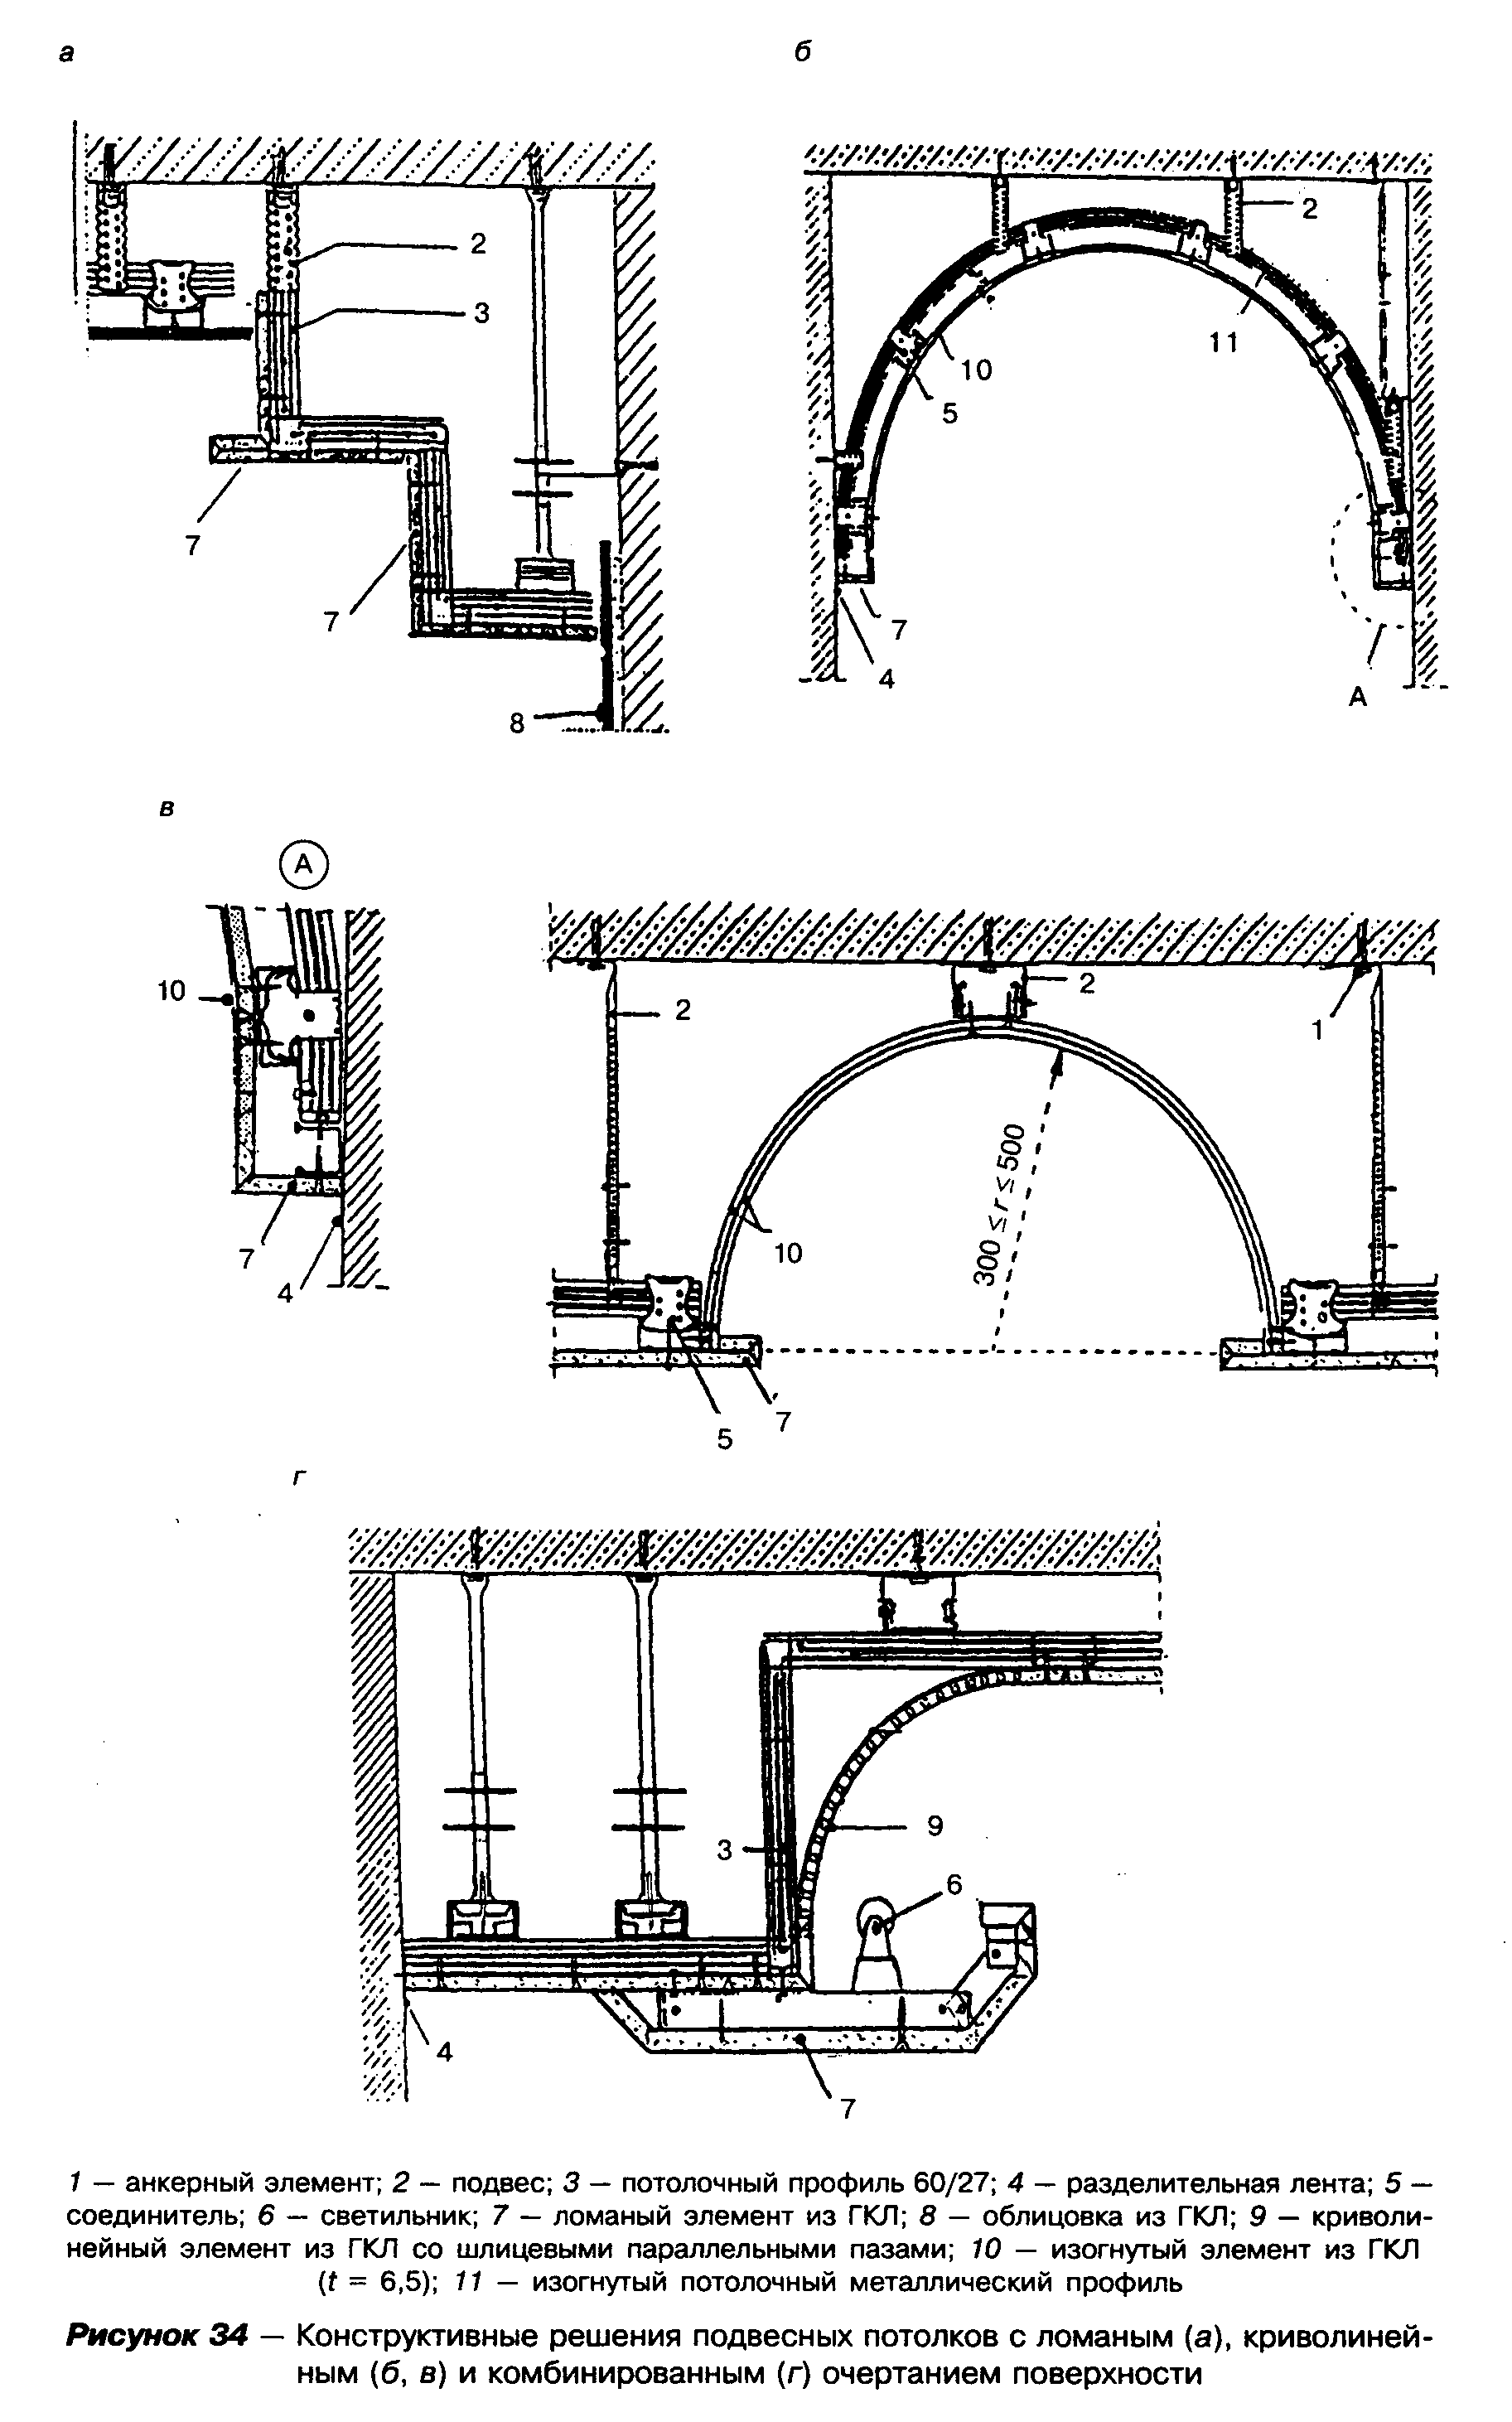 а
б
2
3
7
7
8
2
11
10
5
7
4
А
в
А
10
7
4
2
2
1
300 ≤ r ≤ 500
10
5
7
г
3
9
6
4
7
1 — анкерный элемент; 2 — подвес; 3 — потолочный профиль 60/27; 4 — разделительная лента; 5 —
соединитель; 6 — светильник; 7 — ломаный элемент из ГКЛ; 8 — облицовка из ГКЛ; 9 — криволи-
нейный элемент из ГКЛ со шлицевыми параллельными пазами; 10 — изогнутый элемент из ГКЛ
(t = 6,5); 11 — изогнутый потолочный металлический профиль
Рисунок 34 — Конструктивные решения подвесных потолков с ломаным (а), криволиней-
ным (б, в) и комбинированным (г) очертанием поверхности